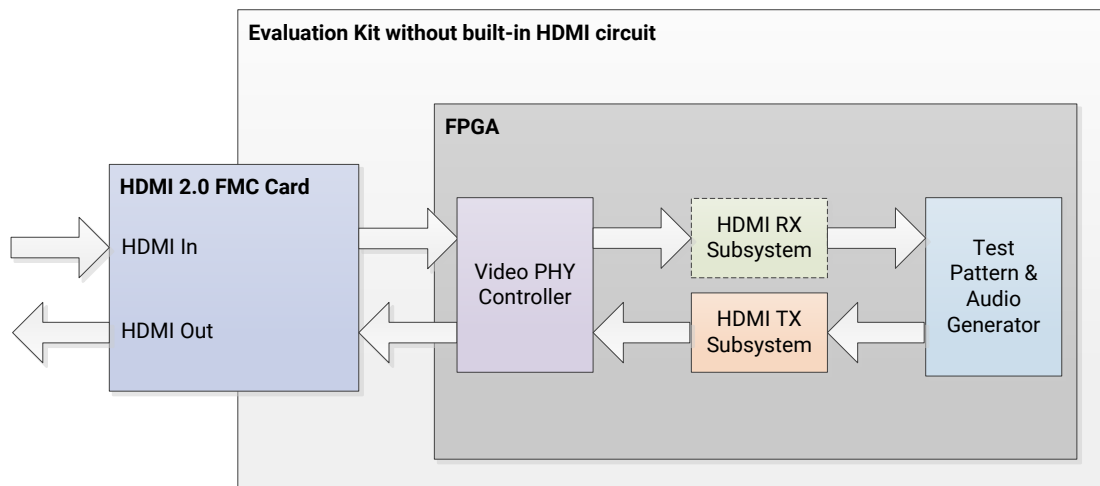 Evaluation Kit without built-in HDMI circuit
FPGA
HDMI 2.0 FMC Card
HDMI In
HDMI Out
Video PHY
Controller
HDMI RX
Subsystem
HDMI TX
Subsystem
Test
Pattern &
Audio
Generator